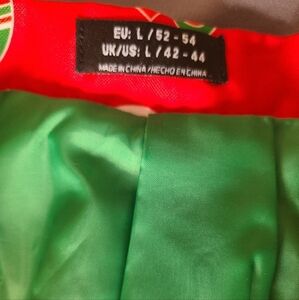 EU: L / 52 - 54
UK/US: L / 42 - 44
MADE IN CHINA / HECHO EN CHINA